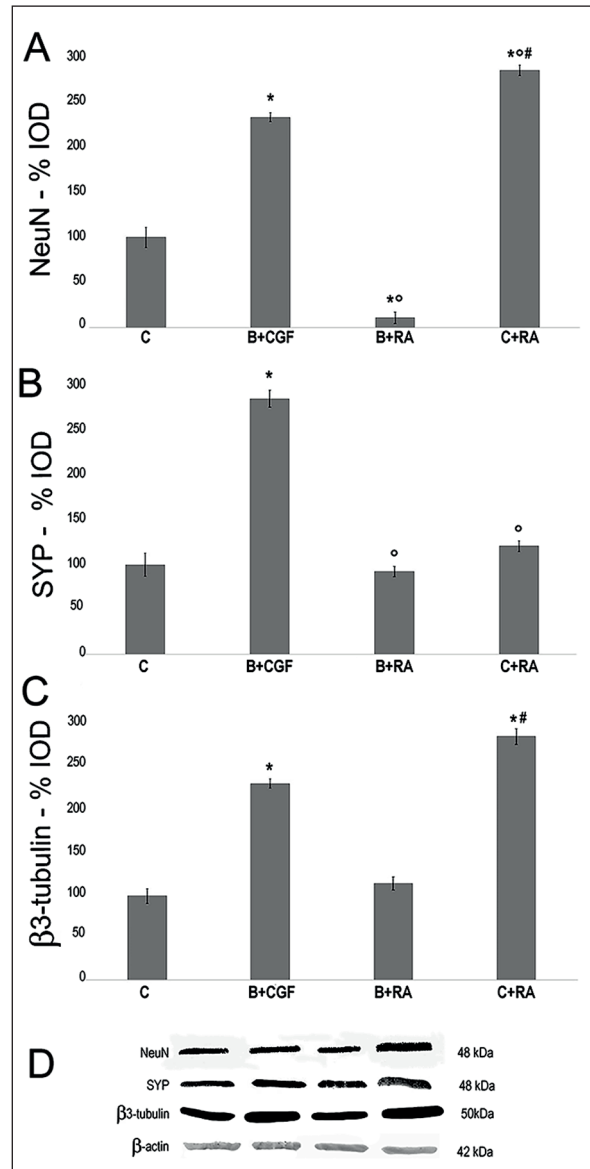 A
NeuN - % IOD
300
250
200
150
100
50
0
*
*°
*°#
C B+CGF B+RA C+RA
B
SYP - % IOD
300
250
200
150
100
50
0
*
°
°
C B+CGF B+RA C+RA
C
β3-tubulin - % IOD
300
250
200
150
100
50
0
*
*#
C B+CGF B+RA C+RA
D
NeuN 48 kDa
SYP 48 kDa
β3-tubulin 50kDa
β-actin 42 kDa